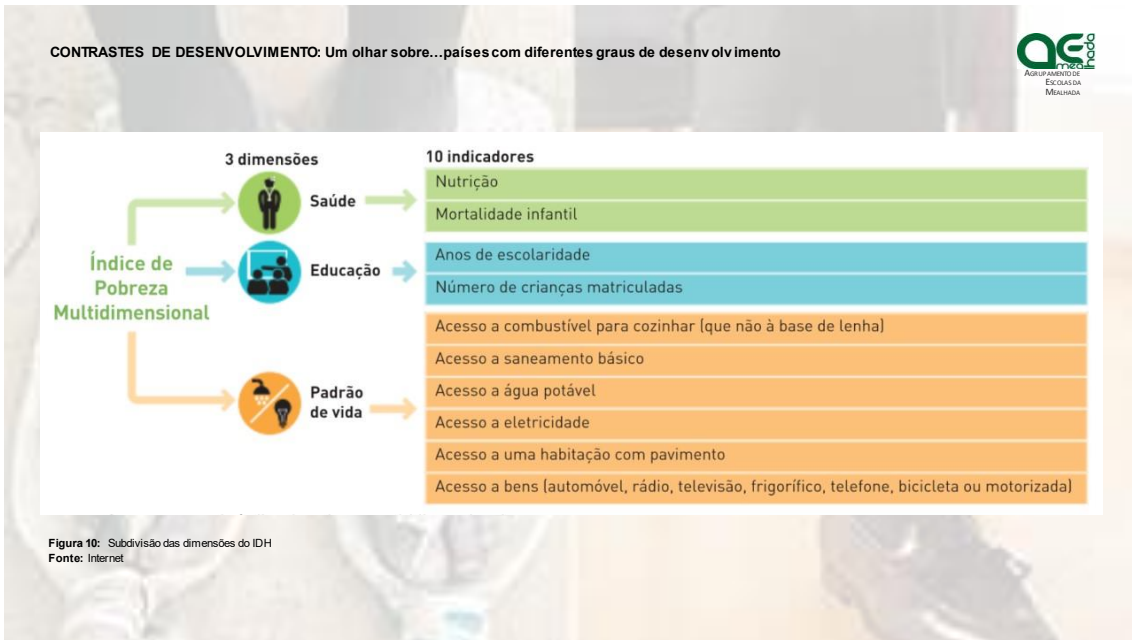 CONTRASTES DE DESENVOLVIMENTO: Um olhar sobre…países com diferentes graus de desenvolvimento
AE
mealhada
AGRUPAMENTO DE
ESCOLAS DA
MEALHADA
3 dimensões
10 indicadores
Índice de
Pobreza
Multidimensional
Saúde
Nutrição
Mortalidade infantil
Educação
Anos de escolaridade
Número de crianças matriculadas
Padrão
de vida
Acesso a combustível para cozinhar (que não à base de lenha)
Acesso a saneamento básico
Acesso a água potável
Acesso a eletricidade
Acesso a uma habitação com pavimento
Acesso a bens (automóvel, rádio, televisão, frigorífico, telefone, bicicleta ou motorizada)
Figura 10: Subdivisão das dimensões do IDH
Fonte: Internet